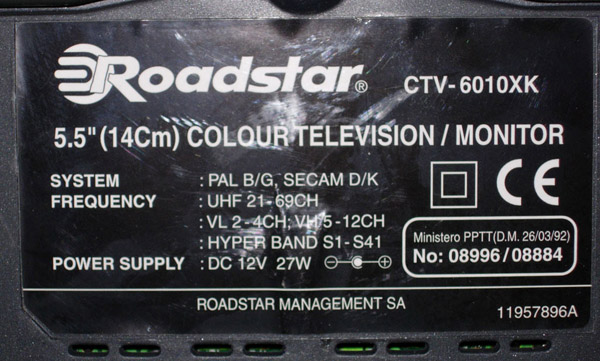 Roadstar® CTV-6010XK
5.5" (14Cm) COLOUR TELEVISION / MONITOR
SYSTEM : PAL B/G, SECAM D/K
FREQUENCY : UHF 21-69CH
: VL 2-4CH; VH 5-12CH
: HYPER BAND S1-S41
POWER SUPPLY : DC 12V 27W
CE
Ministero PPTT(D.M. 26/03/92)
No: 08996/08884
ROADSTAR MANAGEMENT SA
11957896A